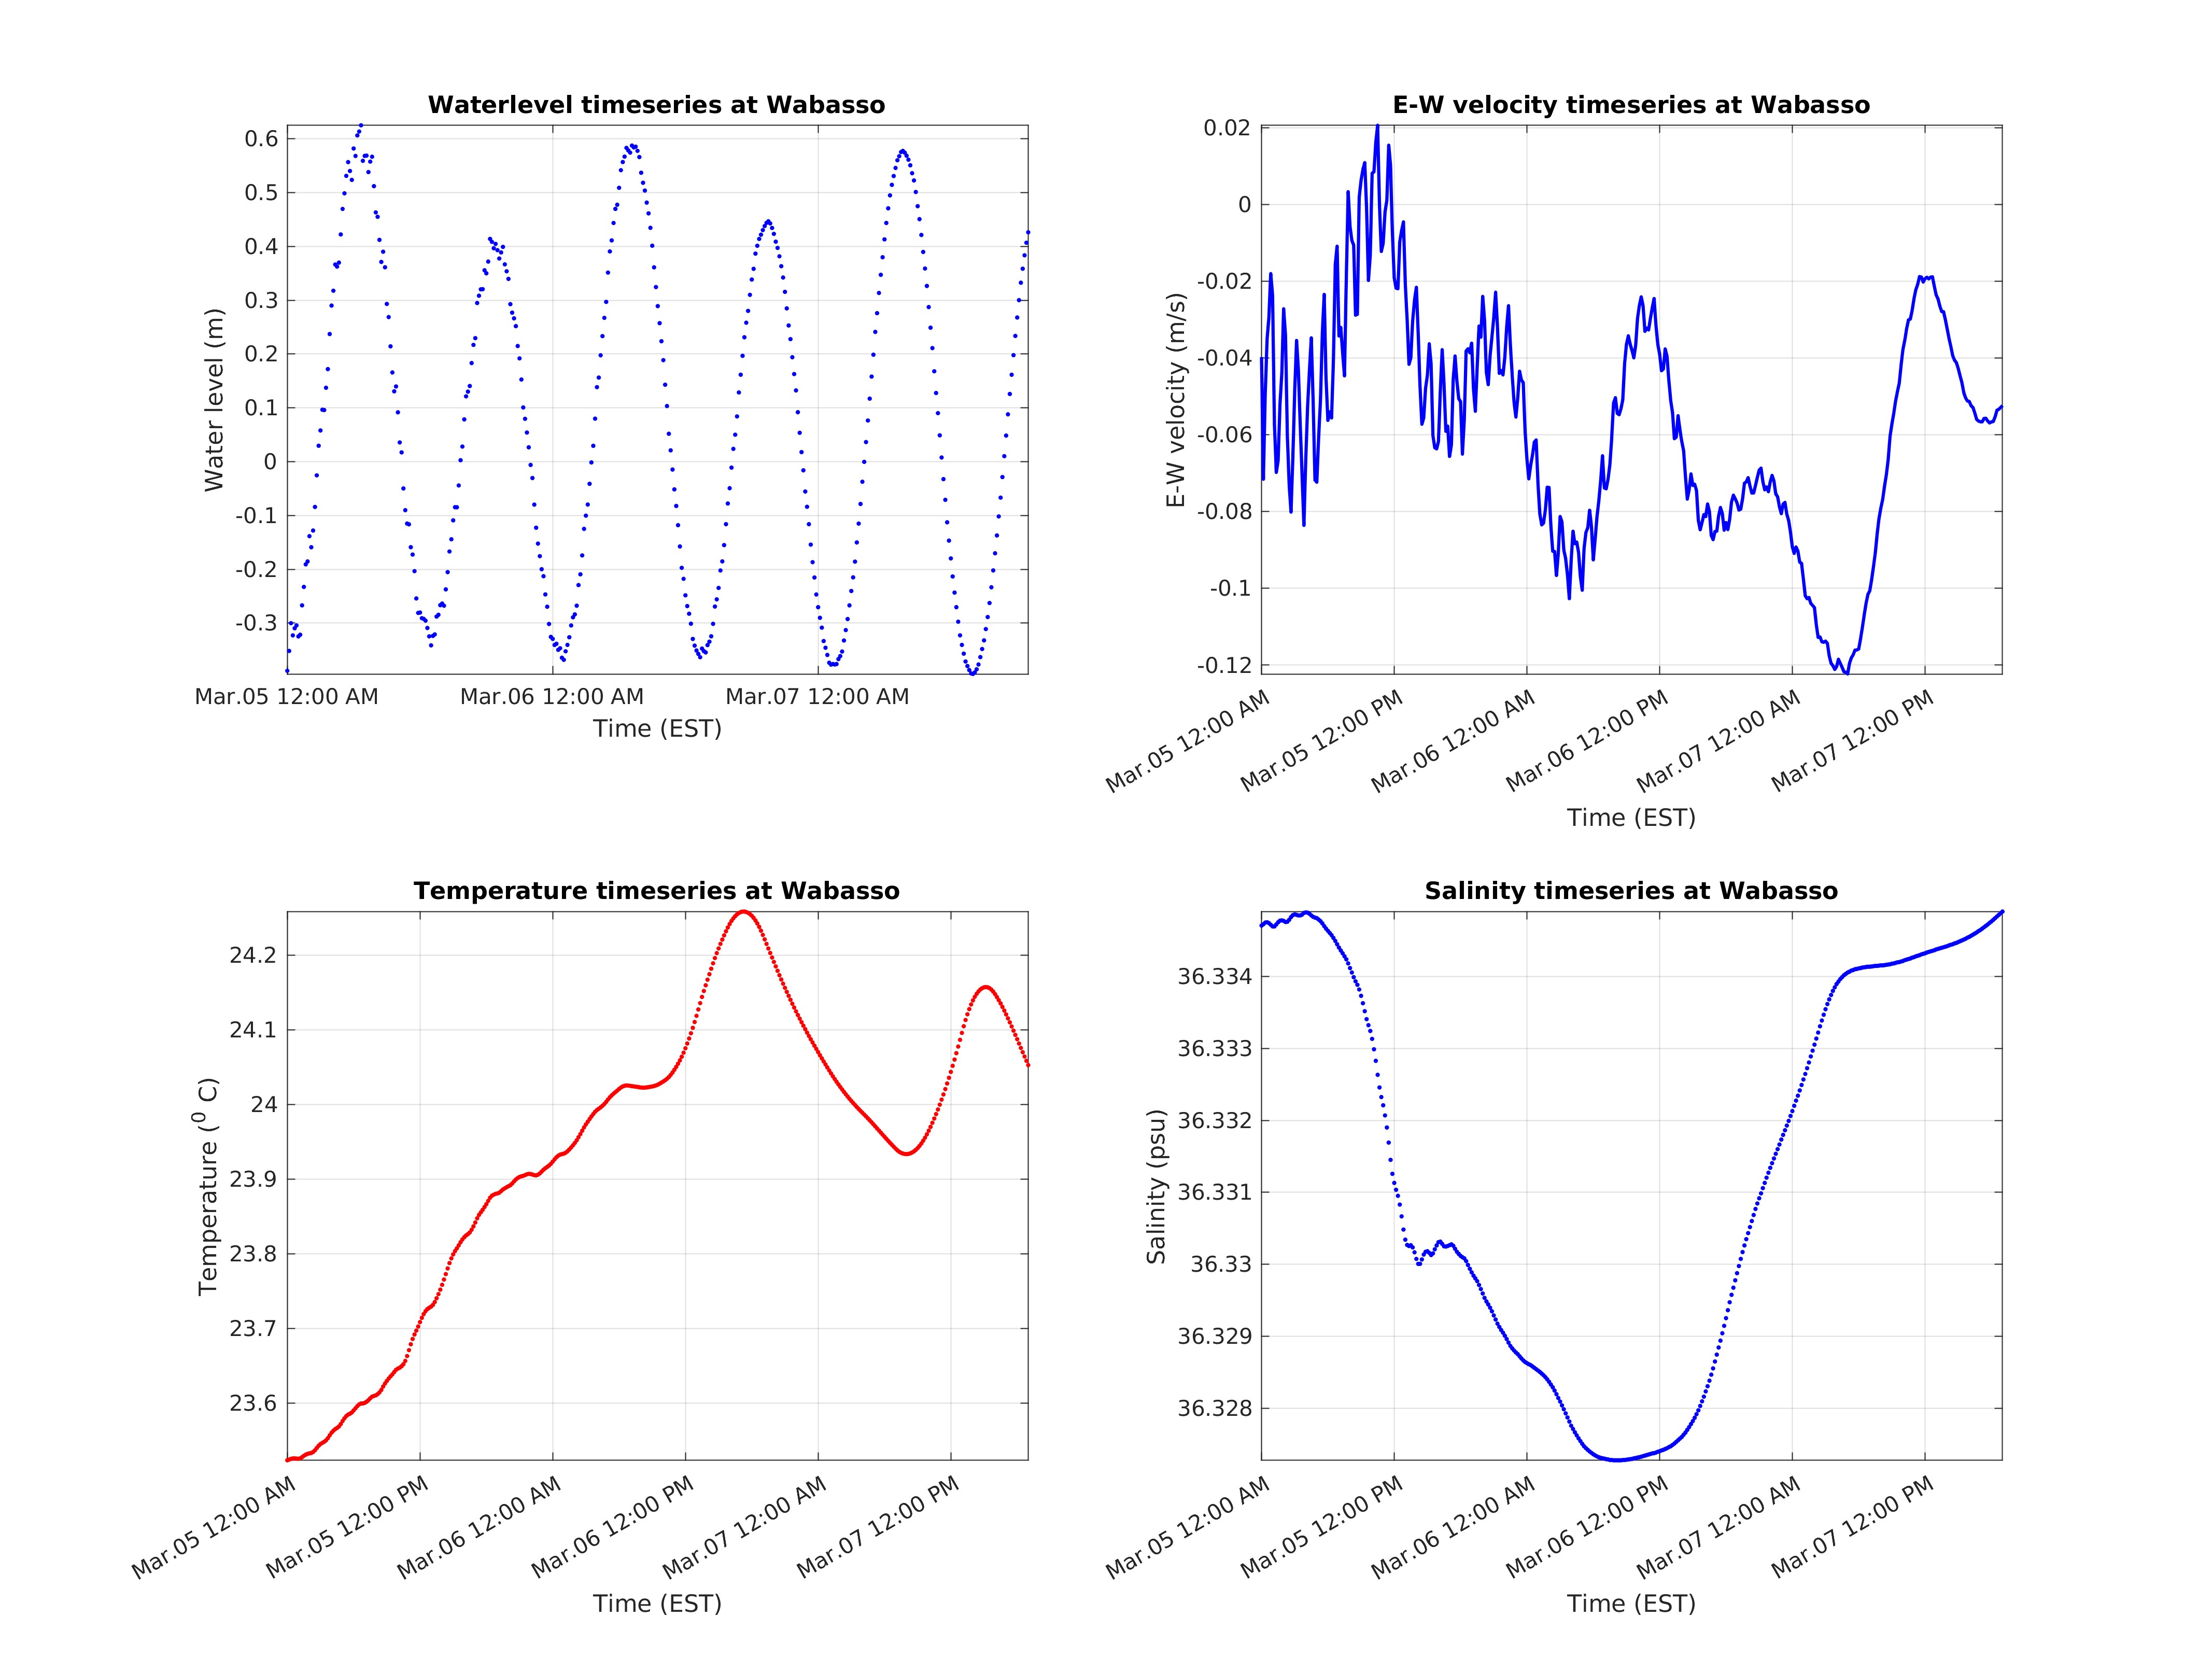 Waterlevel timeseries at Wabasso
0.6
0.5
0.4
0.3
0.2
0.1
0
-0.1
-0.2
-0.3
Water level (m)
Mar.05 12:00 AM
Mar.06 12:00 AM
Mar.07 12:00 AM
Time (EST)
E-W velocity timeseries at Wabasso
0.02
0
-0.02
-0.04
-0.06
-0.08
-0.1
-0.12
E-W velocity (m/s)
Mar.05 12:00 AM
Mar.05 12:00 PM
Mar.06 12:00 AM
Mar.06 12:00 PM
Mar.07 12:00 AM
Mar.07 12:00 PM
Time (EST)
Temperature timeseries at Wabasso
24.2
24.1
24
23.9
23.8
23.7
23.6
Temperature (⁰ C)
Mar.05 12:00 AM
Mar.05 12:00 PM
Mar.06 12:00 AM
Mar.06 12:00 PM
Mar.07 12:00 AM
Mar.07 12:00 PM
Time (EST)
Salinity timeseries at Wabasso
36.334
36.333
36.332
36.331
36.33
36.329
36.328
Salinity (psu)
Mar.05 12:00 AM
Mar.05 12:00 PM
Mar.06 12:00 AM
Mar.06 12:00 PM
Mar.07 12:00 AM
Mar.07 12:00 PM
Time (EST)